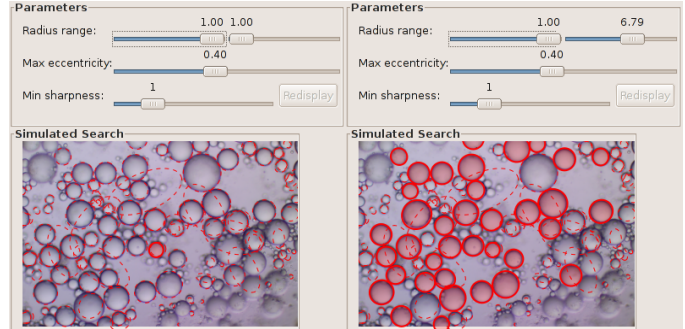 Parameters
Radius range: 1.00 1.00
Max eccentricity: 0.40
Min sharpness: 1 Redisplay
Simulated Search
Parameters
Radius range: 1.00 6.79
Max eccentricity: 0.40
Min sharpness: 1 Redisplay
Simulated Search